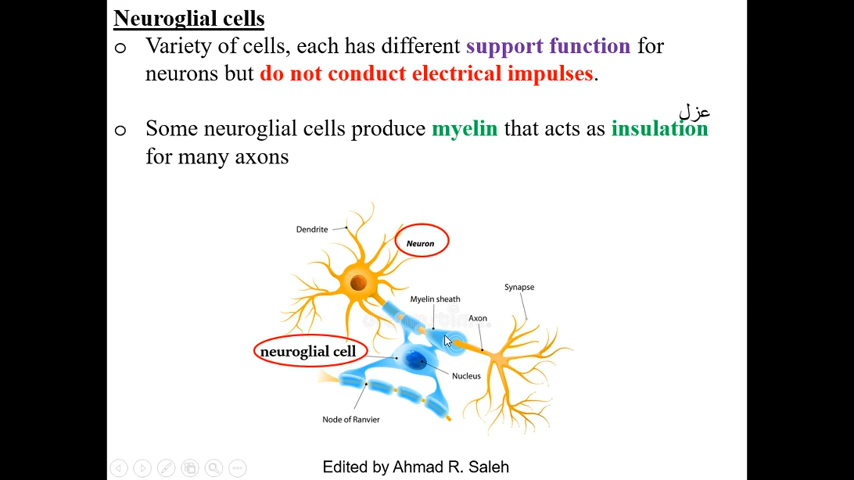 Neuroglial cells
o Variety of cells, each has different support function for
neurons but do not conduct electrical impulses.
عزل
o Some neuroglial cells produce myelin that acts as insulation
for many axons
Dendrite
Neuron
Synapse
Myelin sheath
Axon
neuroglial cell
Nucleus
Node of Ranvier
Edited by Ahmad R. Saleh